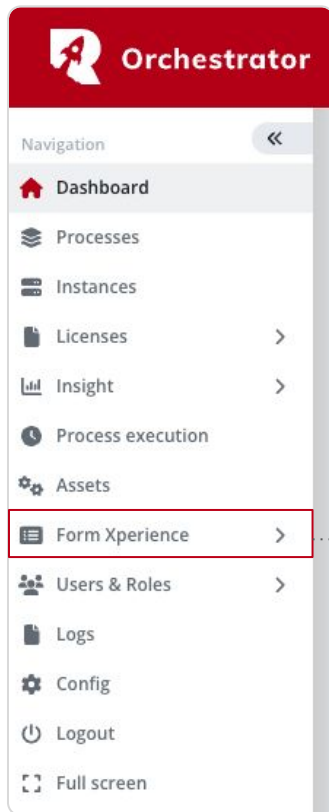 Orchestrator
Navigation
Dashboard
Processes
Instances
Licenses
Insight
Process execution
Assets
Form Xperience
Users & Roles
Logs
Config
Logout
Full screen